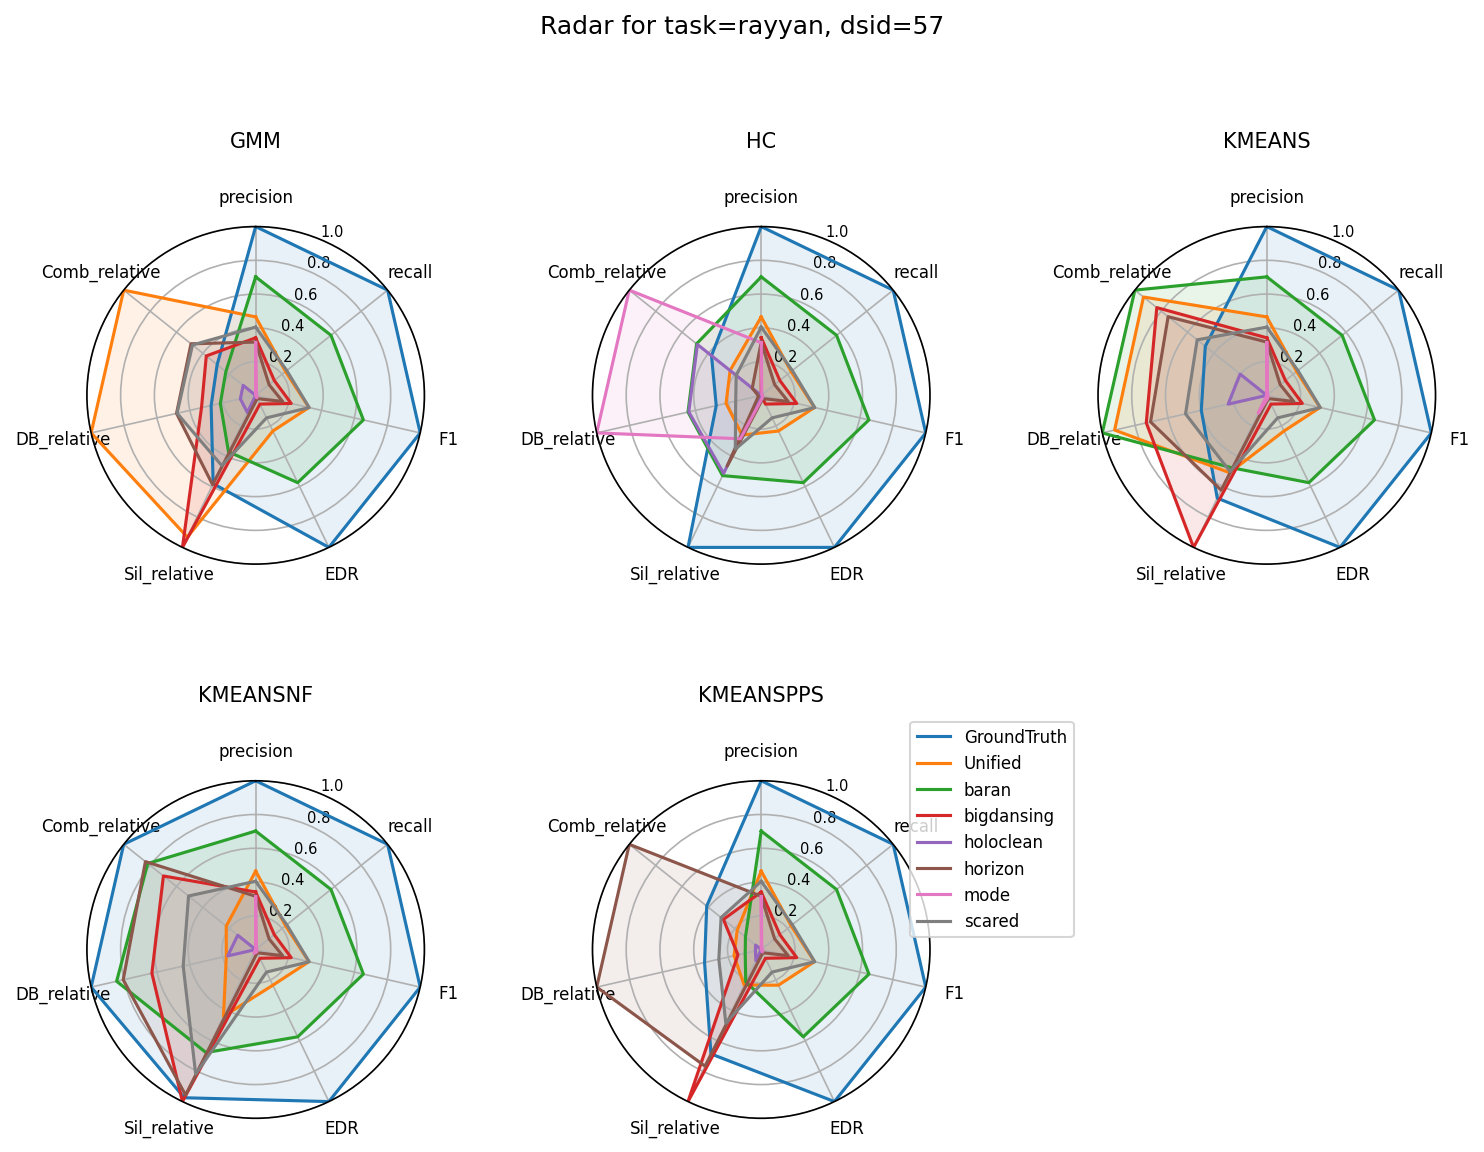 Radar for task=rayyan, dsid=57
GMM
precision
recall
F1
EDR
Sil_relative
DB_relative
Comb_relative
0.2
0.4
0.6
0.8
1.0
HC
precision
recall
F1
EDR
Sil_relative
DB_relative
Comb_relative
0.2
0.4
0.6
0.8
1.0
KMEANS
precision
recall
F1
EDR
Sil_relative
DB_relative
Comb_relative
0.2
0.4
0.6
0.8
1.0
KMEANSNF
precision
recall
F1
EDR
Sil_relative
DB_relative
Comb_relative
0.2
0.4
0.6
0.8
1.0
KMEANSPPS
precision
recall
F1
EDR
Sil_relative
DB_relative
Comb_relative
0.2
0.4
0.6
0.8
1.0
GroundTruth
Unified
baran
bigdansing
holoclean
horizon
mode
scared